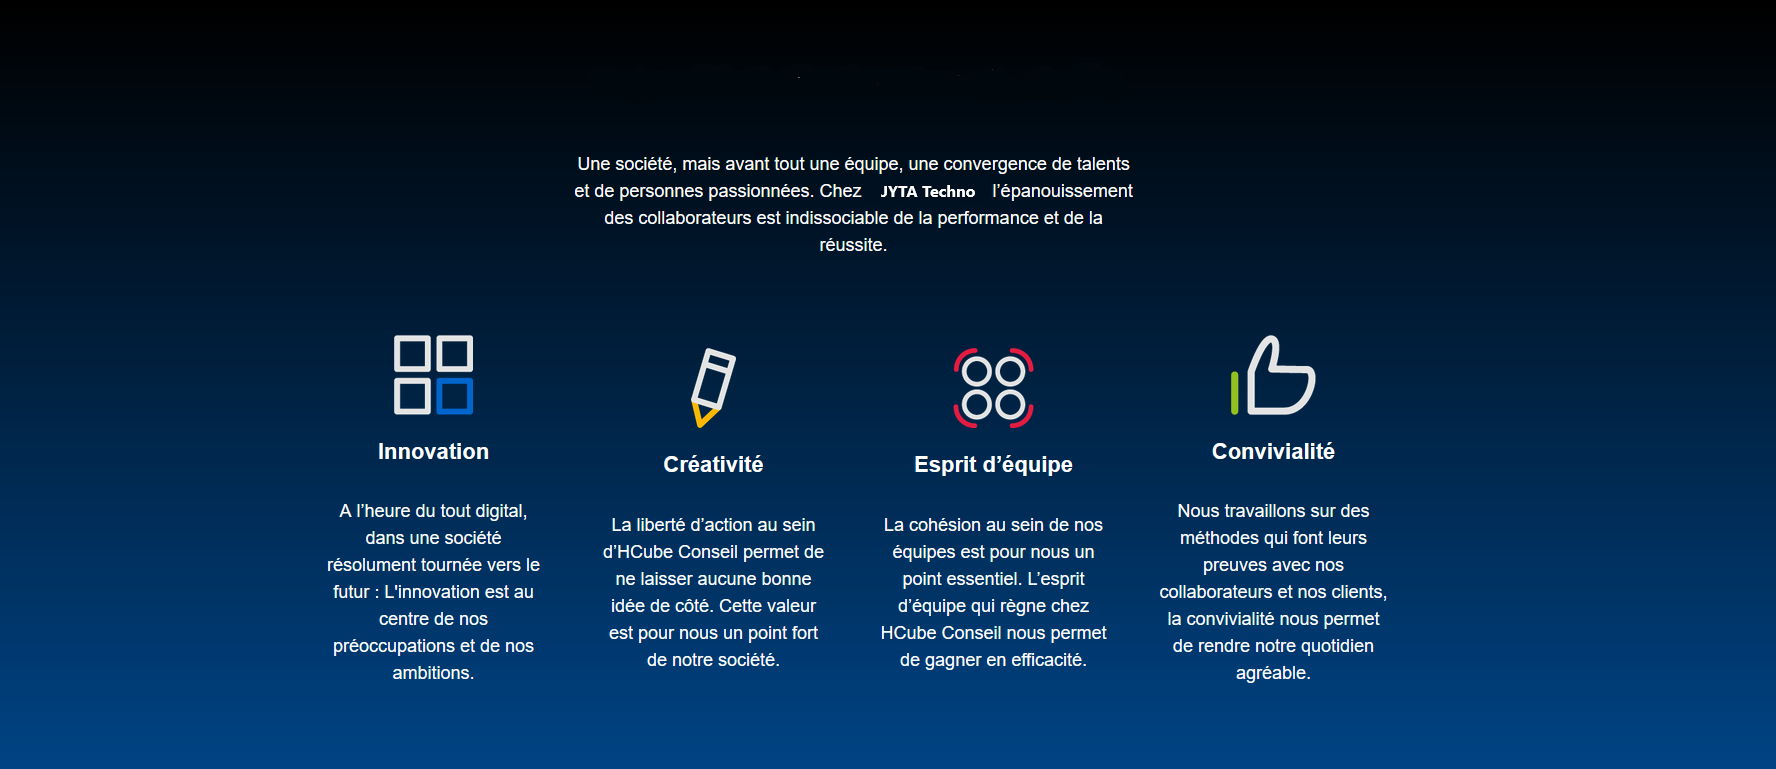 Une société, mais avant tout une équipe, une convergence de talents
et de personnes passionnées. Chez JYTA Techno l’épanouissement
des collaborateurs est indissociable de la performance et de la
réussite.
Innovation
A l’heure du tout digital,
dans une société
résolument tournée vers le
futur : L'innovation est au
centre de nos
préoccupations et de nos
ambitions.
Créativité
La liberté d’action au sein
d’HCube Conseil permet de
ne laisser aucune bonne
idée de côté. Cette valeur
est pour nous un point fort
de notre société.
Esprit d’équipe
La cohésion au sein de nos
équipes est pour nous un
point essentiel. L’esprit
d’équipe qui règne chez
HCube Conseil nous permet
de gagner en efficacité.
Convivialité
Nous travaillons sur des
méthodes qui font leurs
preuves avec nos
collaborateurs et nos clients,
la convivialité nous permet
de rendre notre quotidien
agréable.